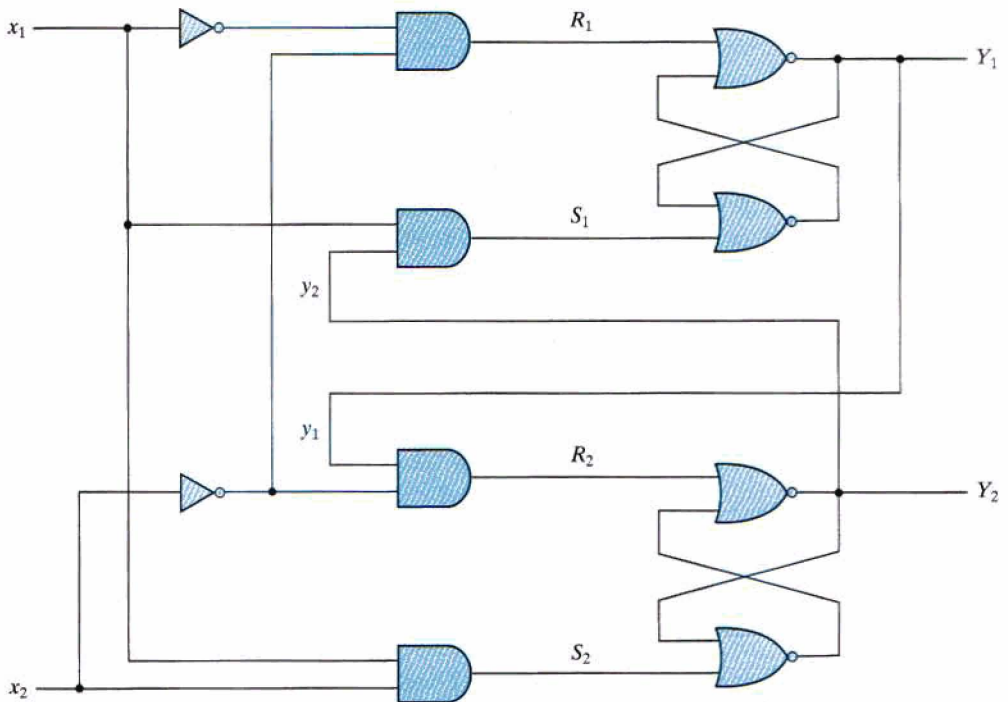 x₁
R₁
Y₁
S₁
y₂
y₁
R₂
Y₂
S₂
x₂